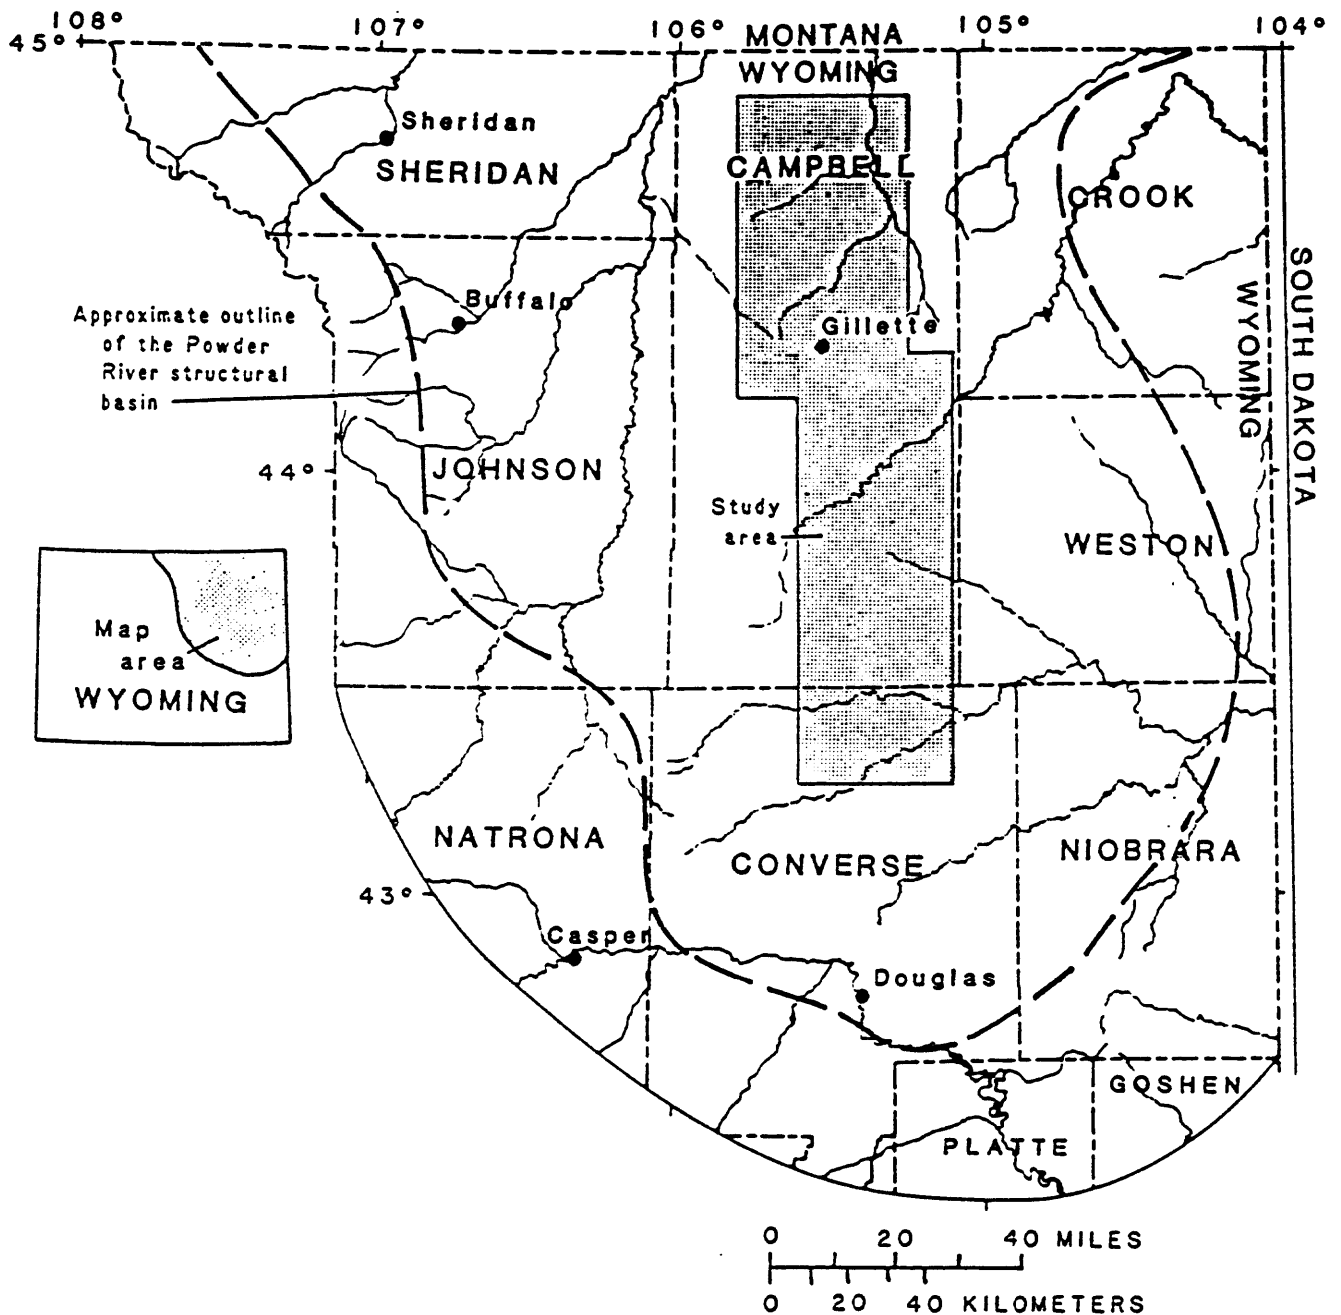 108°
107°
106°
105°
104°
45°
MONTANA
WYOMING
Sheridan
SHERIDAN
CAMPBELL
CROOK
SOUTH DAKOTA
WYOMING
Buffalo
Gillette
Approximate outline
of the Powder
River structural
basin
44°
JOHNSON
Study
area
WESTON
Map
area
WYOMING
NATRONA
CONVERSE
NIOBRARA
43°
Casper
Douglas
GOSHEN
PLATTE
0 20 40 MILES
0 20 40 KILOMETERS